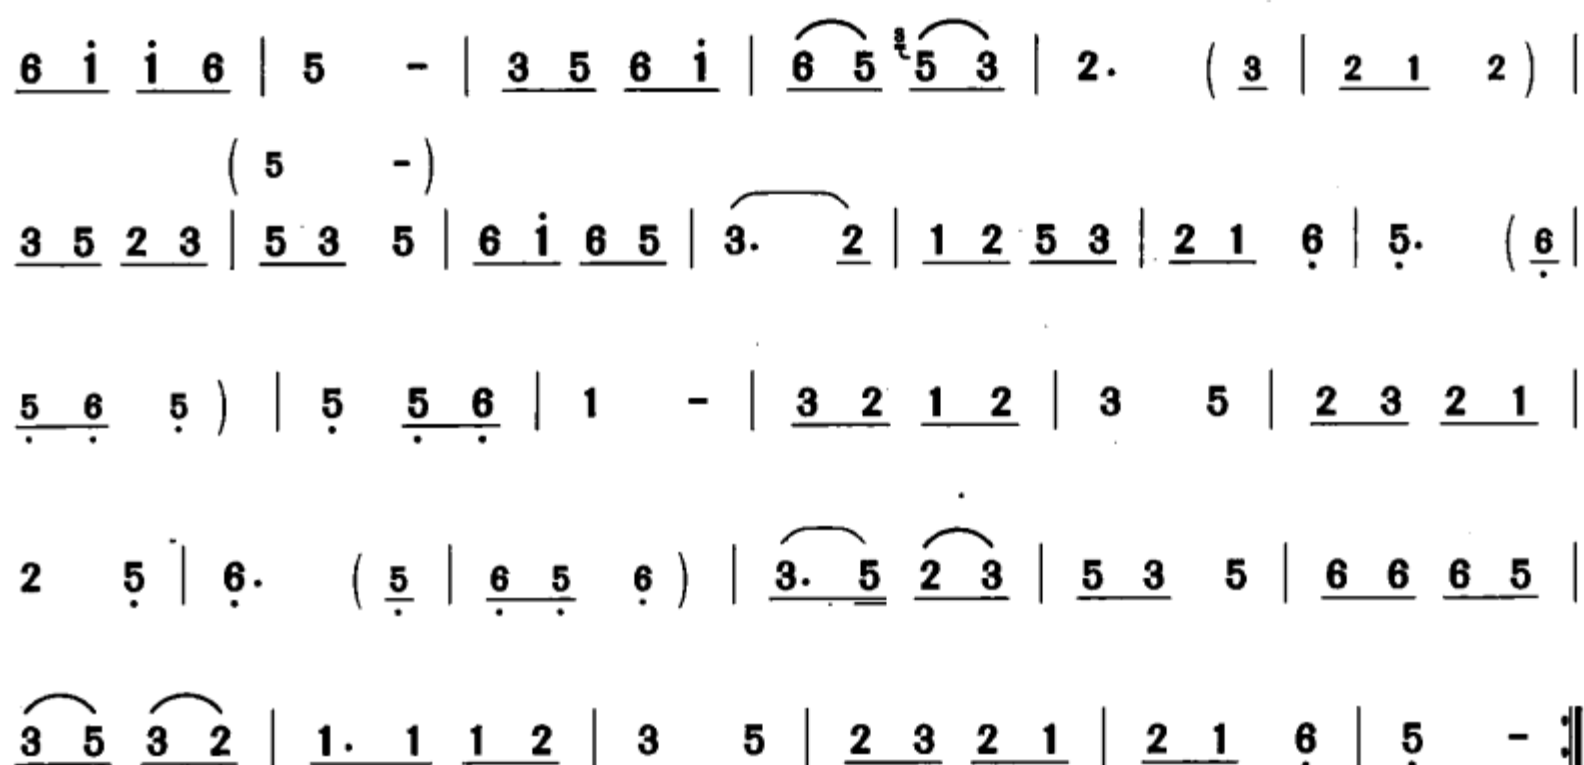 6 i̇ i̇ 6 | 5 - | 3 5 6 i̇ | 6 5 5 3 | 2. ( 3 | 2 1 2 ) |
( 5 - )
3 5 2 3 | 5 3 5 | 6 i̇ 6 5 | 3. 2 | 1 2 5 3 | 2 1 6̣ | 5̣. ( 6̣ |
5̣ 6̣ 5̣ ) | 5̣ 5̣ 6̣ | 1 - | 3 2 1 2 | 3 5 | 2 3 2 1 |
2 5̣ | 6̣. ( 5̣ | 6̣ 5̣ 6̣ ) | 3. 5 2 3 | 5 3 5 | 6 6 6 5 |
3 5 3 2 | 1. 1 1 2 | 3 5 | 2 3 2 1 | 2 1 6̣ | 5̣ - :‖